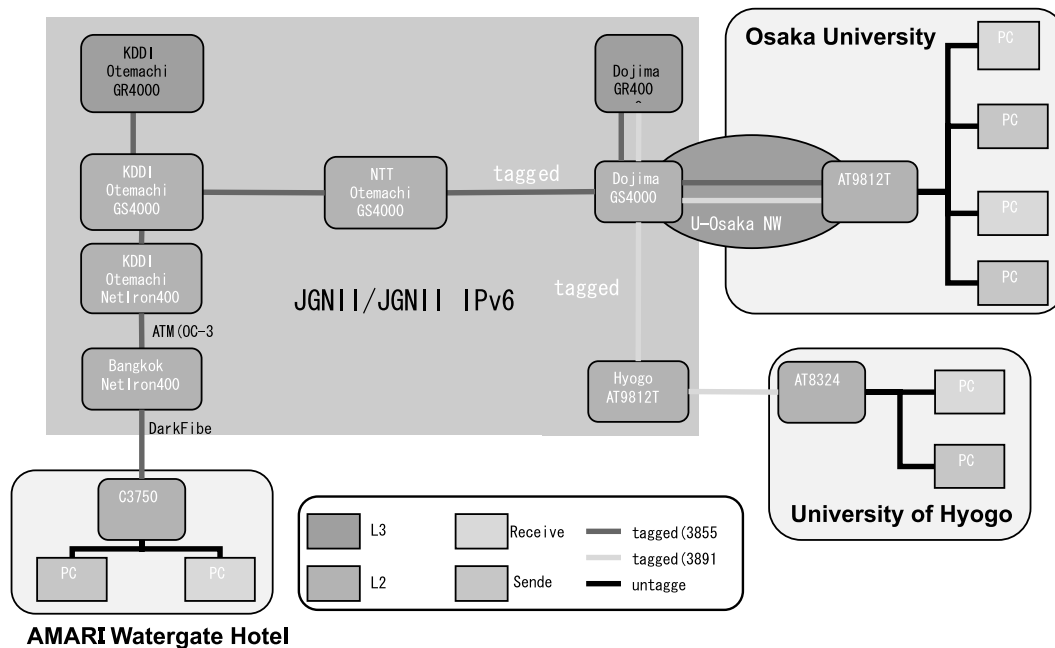 KDDI
Otemachi
GR4000
Dojima
GR400
Osaka University
PC
PC
PC
PC
KDDI
Otemachi
GS4000
NTT
Otemachi
GS4000
tagged
Dojima
GS4000
AT9812T
U-Osaka NW
KDDI
Otemachi
NetIron400
JGNII/JGNII IPv6
tagged
ATM(OC-3
Bangkok
NetIron400
Hyogo
AT9812T
AT8324
PC
PC
University of Hyogo
DarkFibe
C3750
PC
PC
AMARI Watergate Hotel
L3
L2
Receive
Sende
tagged(3855
tagged(3891
untagge